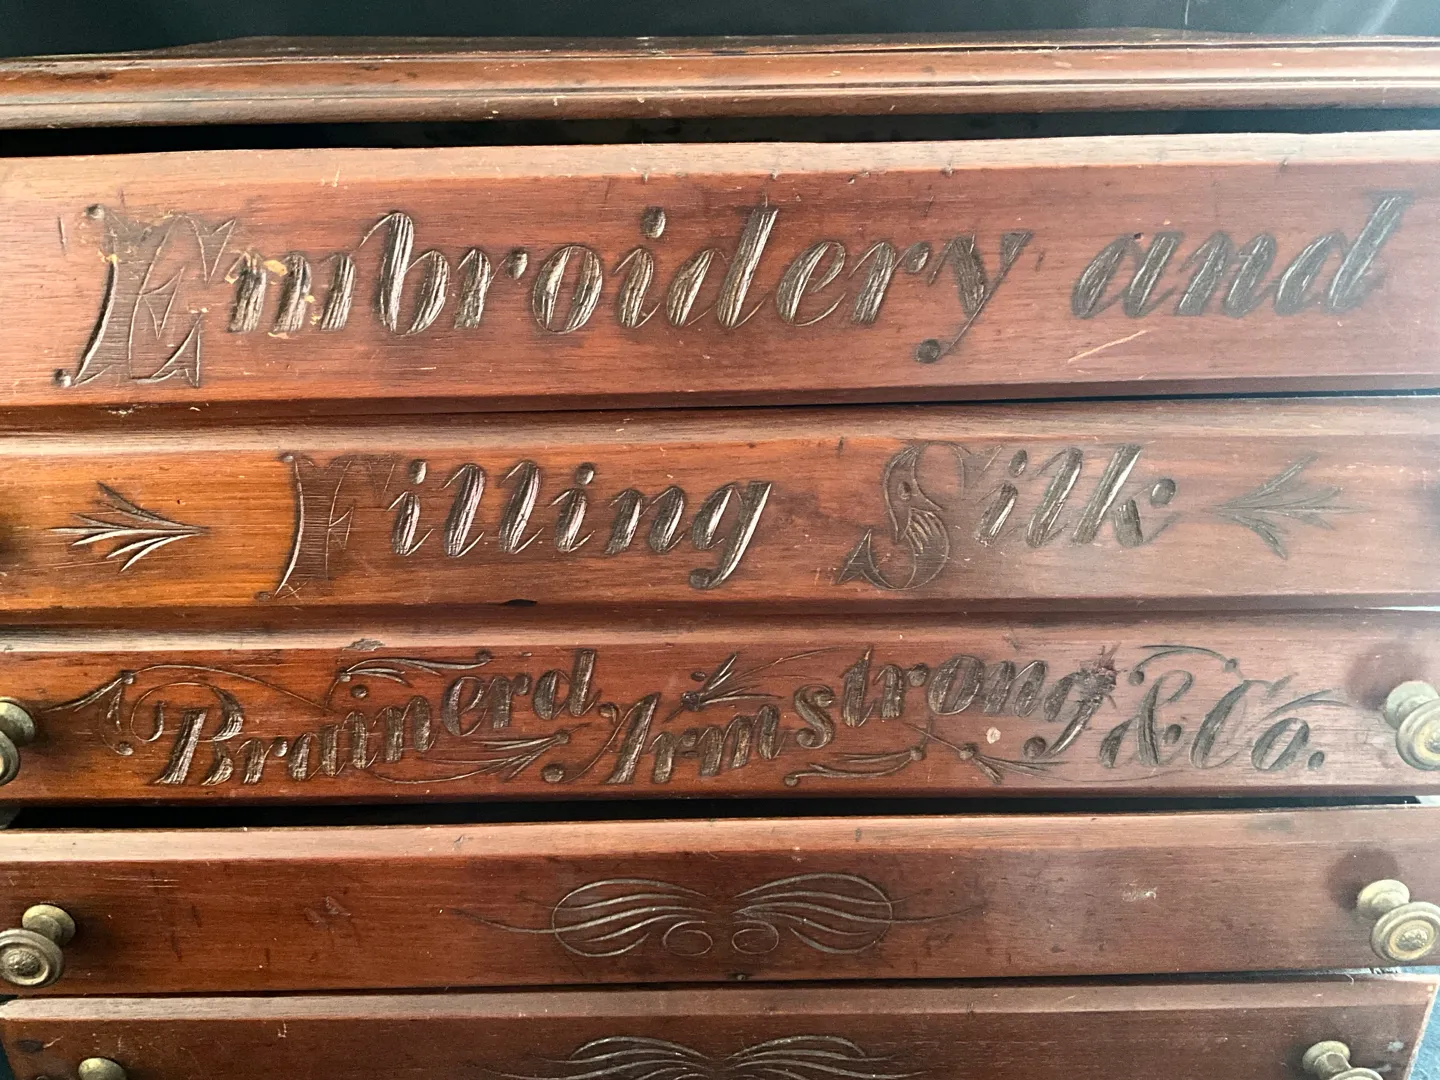 Embroidery and
Filling Silk
Brainerd Armstrong & Co.